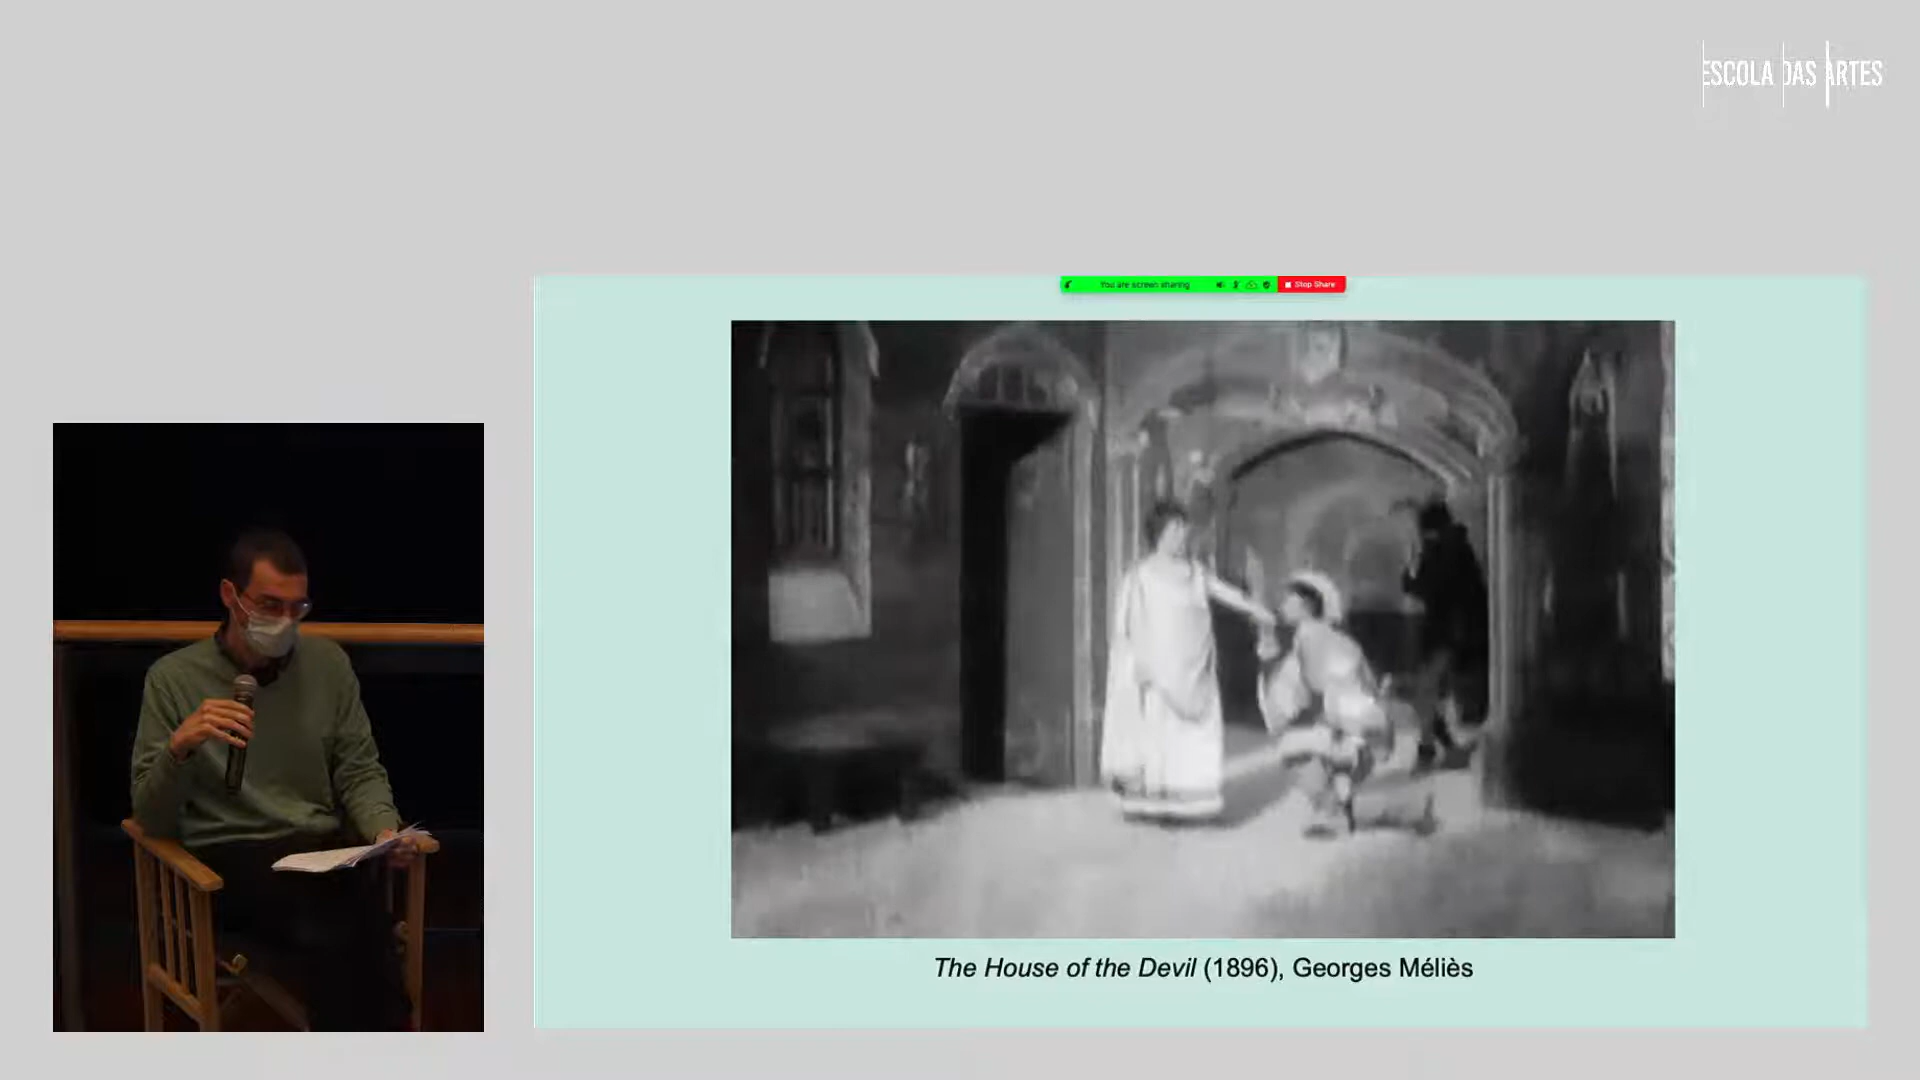 ESCOLA DAS ARTES
You are screen sharing
Stop Share
The House of the Devil (1896), Georges Méliès